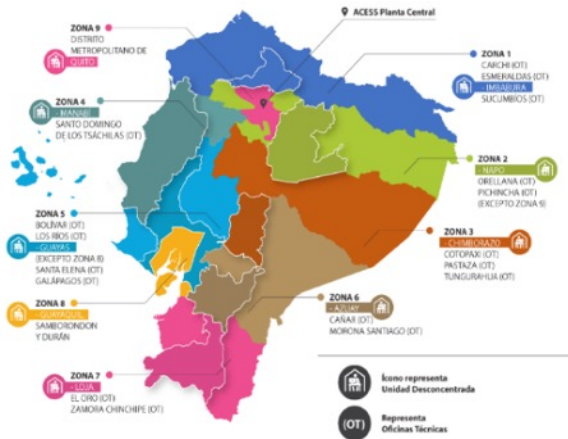 ACESS Planta Central
ZONA 9
DISTRITO
METROPOLITANO DE
QUITO
ZONA 1
CARCHI (OT)
ESMERALDAS (OT)
- IMBABURA
SUCUMBÍOS (OT)
ZONA 4
- MANABÍ
SANTO DOMINGO
DE LOS TSÁCHILAS (OT)
ZONA 2
- NAPO
ORELLANA (OT)
PICHINCHA (OT)
(EXCEPTO ZONA 9)
ZONA 5
BOLÍVAR (OT)
LOS RÍOS (OT)
- GUAYAS
(EXCEPTO ZONA 8)
SANTA ELENA (OT)
GALÁPAGOS (OT)
ZONA 3
- CHIMBORAZO
COTOPAXI (OT)
PASTAZA (OT)
TUNGURAHUA (OT)
ZONA 8
- GUAYAQUIL
SAMBORONDON
Y DURÁN
ZONA 6
- AZUAY
CAÑAR (OT)
MORONA SANTIAGO (OT)
ZONA 7
- LOJA
EL ORO (OT)
ZAMORA CHINCHIPE (OT)
Ícono representa
Unidad Desconcentrada
(OT)
Representa
Oficinas Técnicas